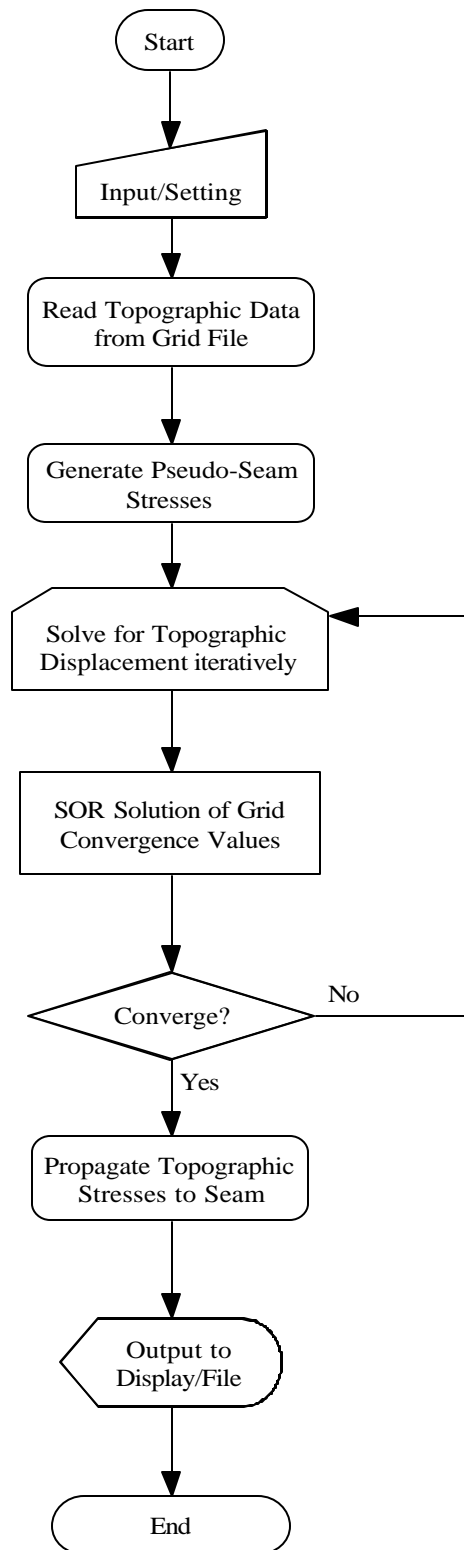 Start
Input/Setting
Read Topographic Data
from Grid File
Generate Pseudo-Seam
Stresses
Solve for Topographic
Displacement iteratively
SOR Solution of Grid
Convergence Values
Converge?
No
Yes
Propagate Topographic
Stresses to Seam
Output to
Display/File
End